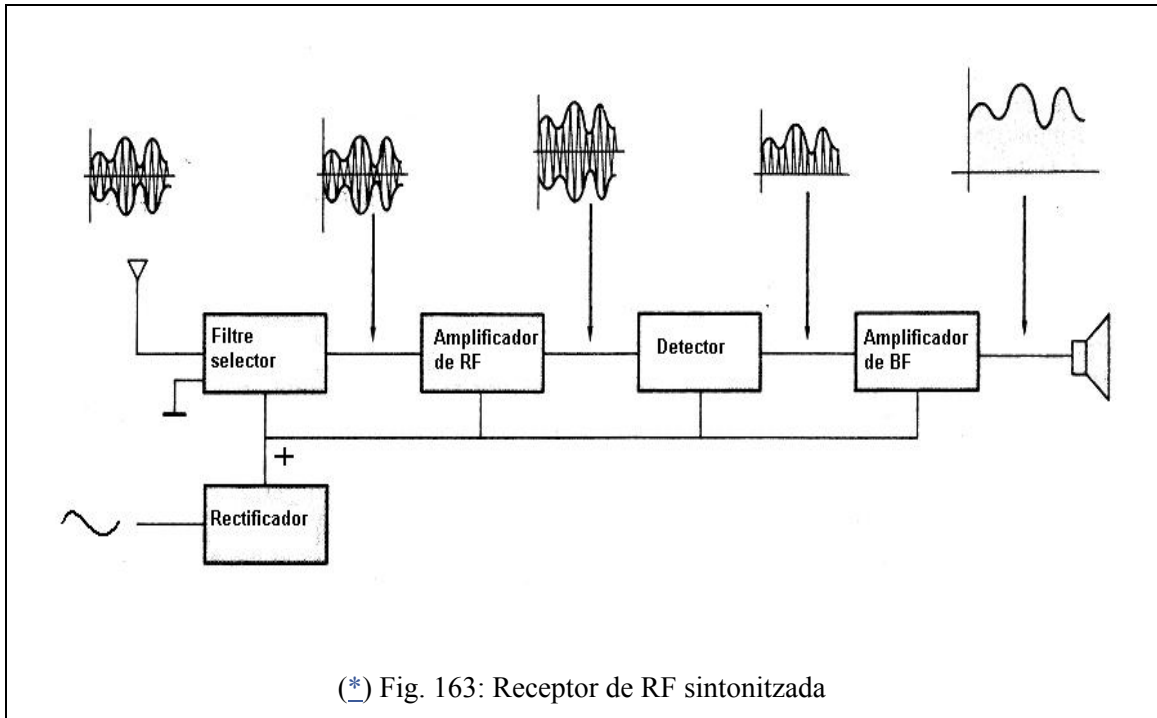 Filtre
selector
Amplificador
de RF
Detector
Amplificador
de BF
+
Rectificador
(*) Fig. 163: Receptor de RF sintonitzada